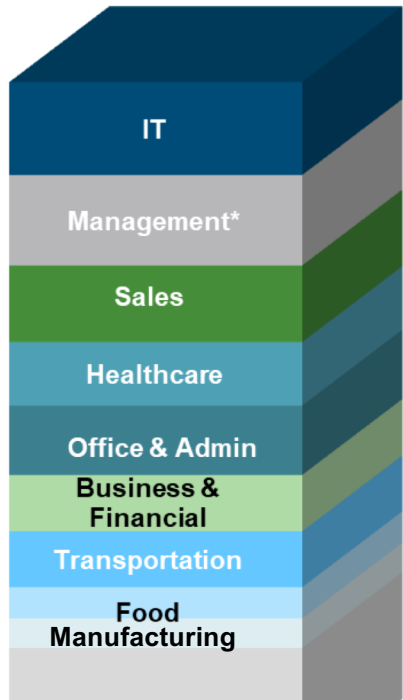 IT
Management*
Sales
Healthcare
Office & Admin
Business &
Financial
Transportation
Food
Manufacturing